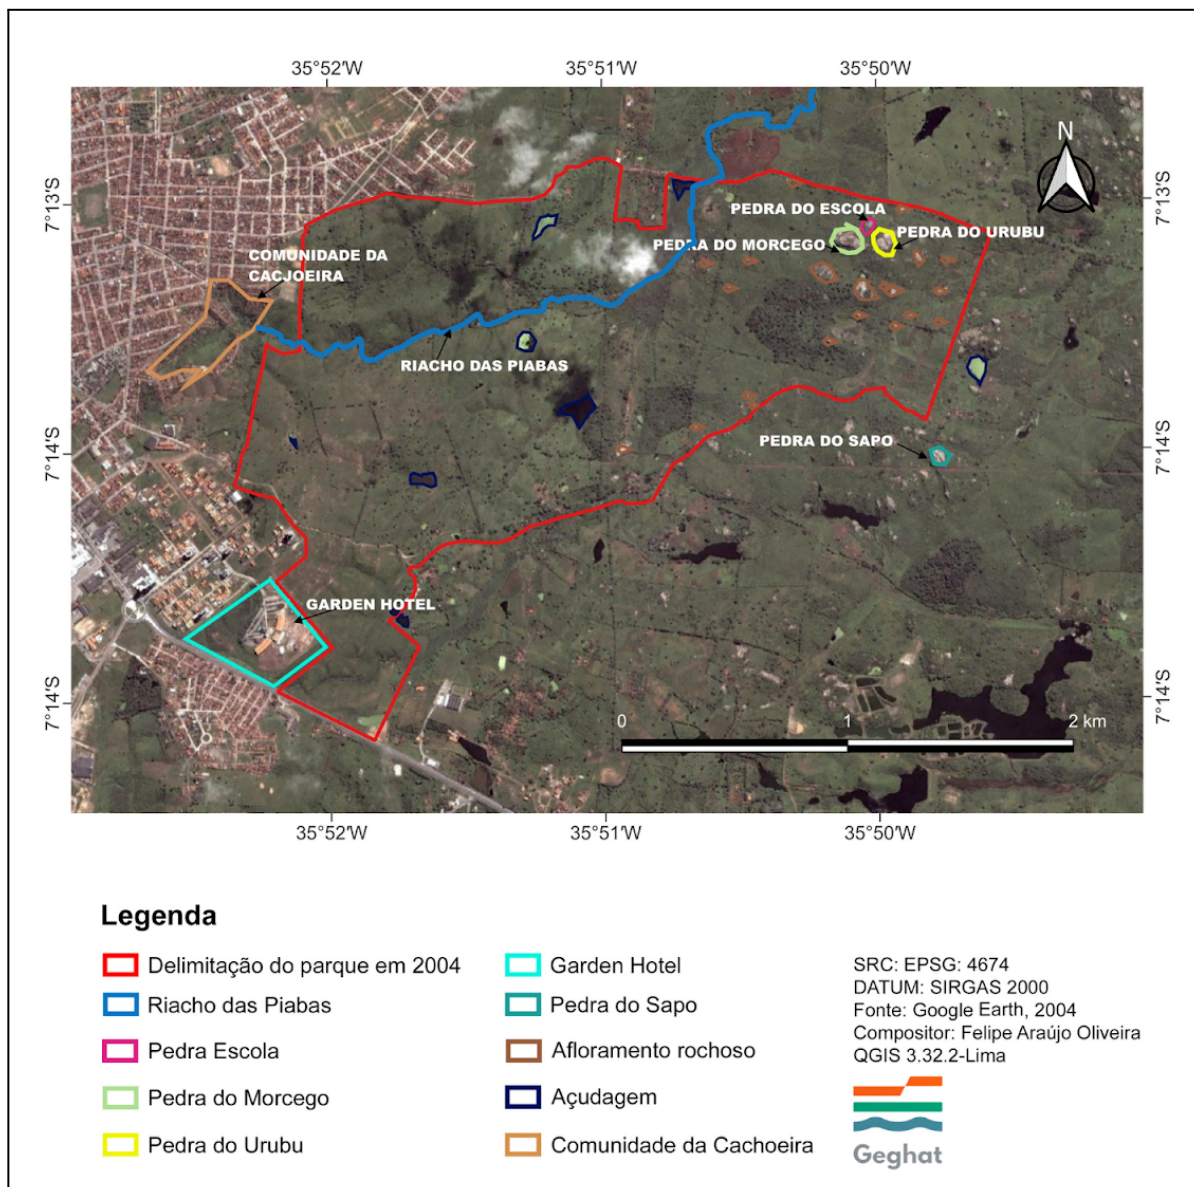 35°52'W 35°51'W 35°50'W
N
7°13'S 7°13'S
PEDRA DO ESCOLA
PEDRA DO URUBU
PEDRA DO MORCEGO
COMUNIDADE DA
CACJOEIRA
RIACHO DAS PIABAS
PEDRA DO SAPO
7°14'S 7°14'S
GARDEN HOTEL
7°14'S 7°14'S
0 1 2 km
35°52'W 35°51'W 35°50'W
Legenda
Delimitação do parque em 2004
Riacho das Piabas
Pedra Escola
Pedra do Morcego
Pedra do Urubu
Garden Hotel
Pedra do Sapo
Afloramento rochoso
Açudagem
Comunidade da Cachoeira
SRC: EPSG: 4674
DATUM: SIRGAS 2000
Fonte: Google Earth, 2004
Compositor: Felipe Araújo Oliveira
QGIS 3.32.2-Lima
Geghat